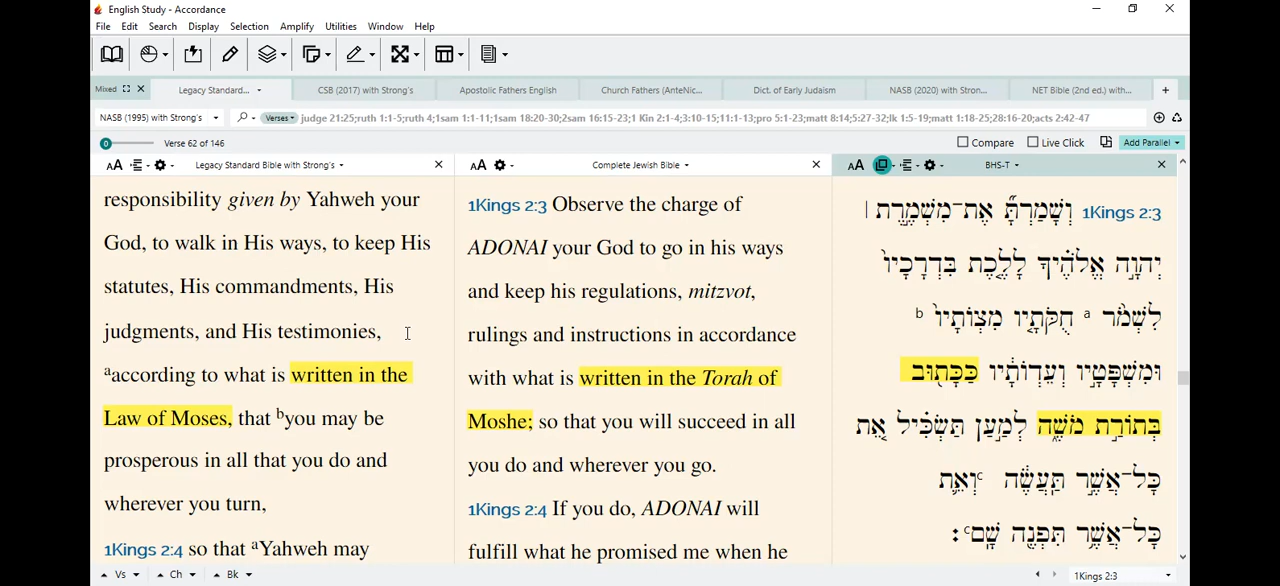 English Study - Accordance
File Edit Search Display Selection Amplify Utilities Window Help
Mixed Legacy Standard... CSB (2017) with Strong's Apostolic Fathers English Church Fathers (AnteNic... Dict. of Early Judaism NASB (2020) with Stron... NET Bible (2nd ed.) with... +
NASB (1995) with Strong's Verses judge 21:25;ruth 1:1-5;ruth 4;1sam 1:1-11;1sam 18:20-30;2sam 16:15-23;1 Kin 2:1-4;3:10-15;11:1-13;pro 5:1-23;matt 8:14;5:27-32;lk 1:5-19;matt 1:18-25;28:16-20;acts 2:42-47
0 Verse 62 of 146 Compare Live Click Add Parallel
AA Legacy Standard Bible with Strong's
responsibility given by Yahweh your
God, to walk in His ways, to keep His
statutes, His commandments, His
judgments, and His testimonies,
aaccording to what is written in the
Law of Moses, that byou may be
prosperous in all that you do and
wherever you turn,
1Kings 2:4 so that aYahweh may
AA Complete Jewish Bible
1Kings 2:3 Observe the charge of
ADONAI your God to go in his ways
and keep his regulations, mitzvot,
rulings and instructions in accordance
with what is written in the Torah of
Moshe; so that you will succeed in all
you do and wherever you go.
1Kings 2:4 If you do, ADONAI will
fulfill what he promised me when he
AA BHS-T
1Kings 2:3 וְשָׁמַרְתָּ֞ אֶת־מִשְׁמֶ֣רֶת ׀
יְהוָ֣ה אֱלֹהֶ֗יךָ לָלֶ֤כֶת בִּדְרָכָיו֙
לִשְׁמֹ֨ר a חֻקֹּתָ֤יו מִצְוֺתָיו֙ b
וּמִשְׁפָּטָ֣יו וְעֵדְוֺתָ֔יו כַּכָּת֖וּב
בְּתוֹרַ֣ת מֹשֶׁ֑ה לְמַ֣עַן תַּשְׂכִּ֗יל אֵ֚ת
כָּל־אֲשֶׁ֣ר תַּֽעֲשֶׂ֔ה c וְאֵ֛ת
כָּל־אֲשֶׁ֥ר תִּפְנֶ֖ה שָֽׁם c ׃
Vs Ch Bk 1Kings 2:3